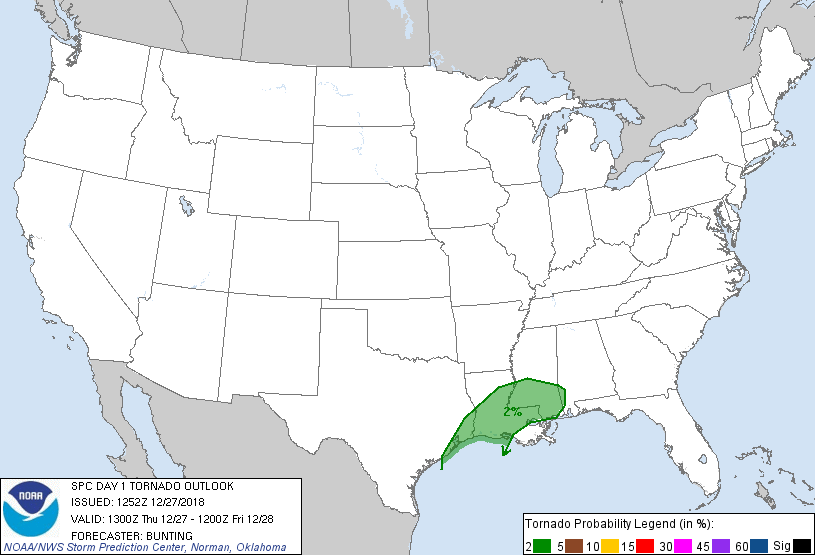 2%
SPC DAY 1 TORNADO OUTLOOK
ISSUED: 1252Z 12/27/2018
VALID: 1300Z Thu 12/27 - 1200Z Fri 12/28
FORECASTER: BUNTING
NOAA/NWS Storm Prediction Center, Norman, Oklahoma
NOAA
Tornado Probability Legend (in %):
2 5 10 15 30 45 60 Sig